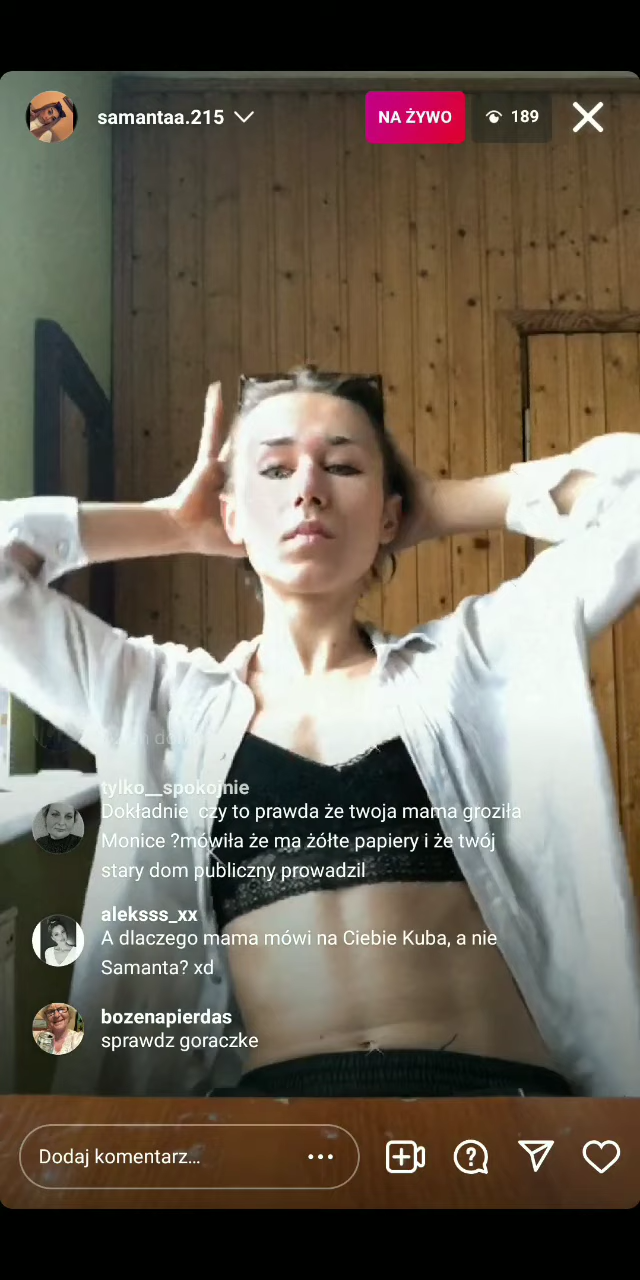 samantaa.215
NA ŻYWO
189
tylko__spokojnie
Dokładnie czy to prawda że twoja mama groziła
Monice ?mówiła że ma żółte papiery i że twój
stary dom publiczny prowadzil
aleksss_xx
A dlaczego mama mówi na Ciebie Kuba, a nie
Samanta? xd
bozenapierdas
sprawdz goraczke
Dodaj komentarz...